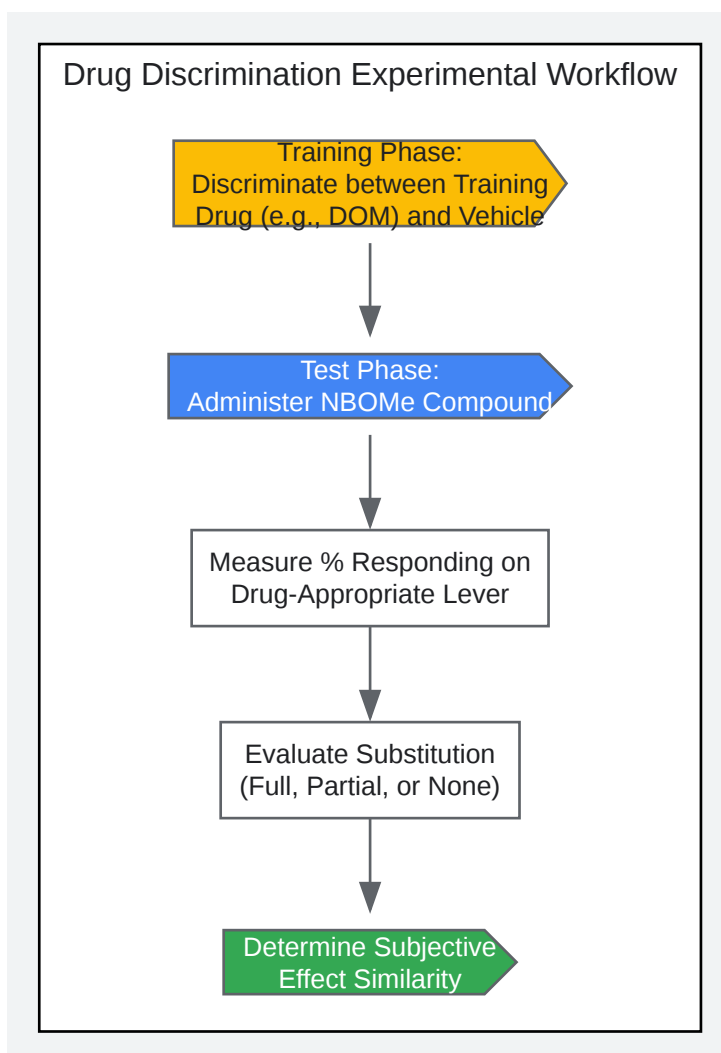 Drug Discrimination Experimental Workflow
Training Phase:
Discriminate between Training
Drug (e.g., DOM) and Vehicle
Test Phase:
Administer NBOMe Compound
Measure % Responding on
Drug-Appropriate Lever
Evaluate Substitution
(Full, Partial, or None)
Determine Subjective
Effect Similarity